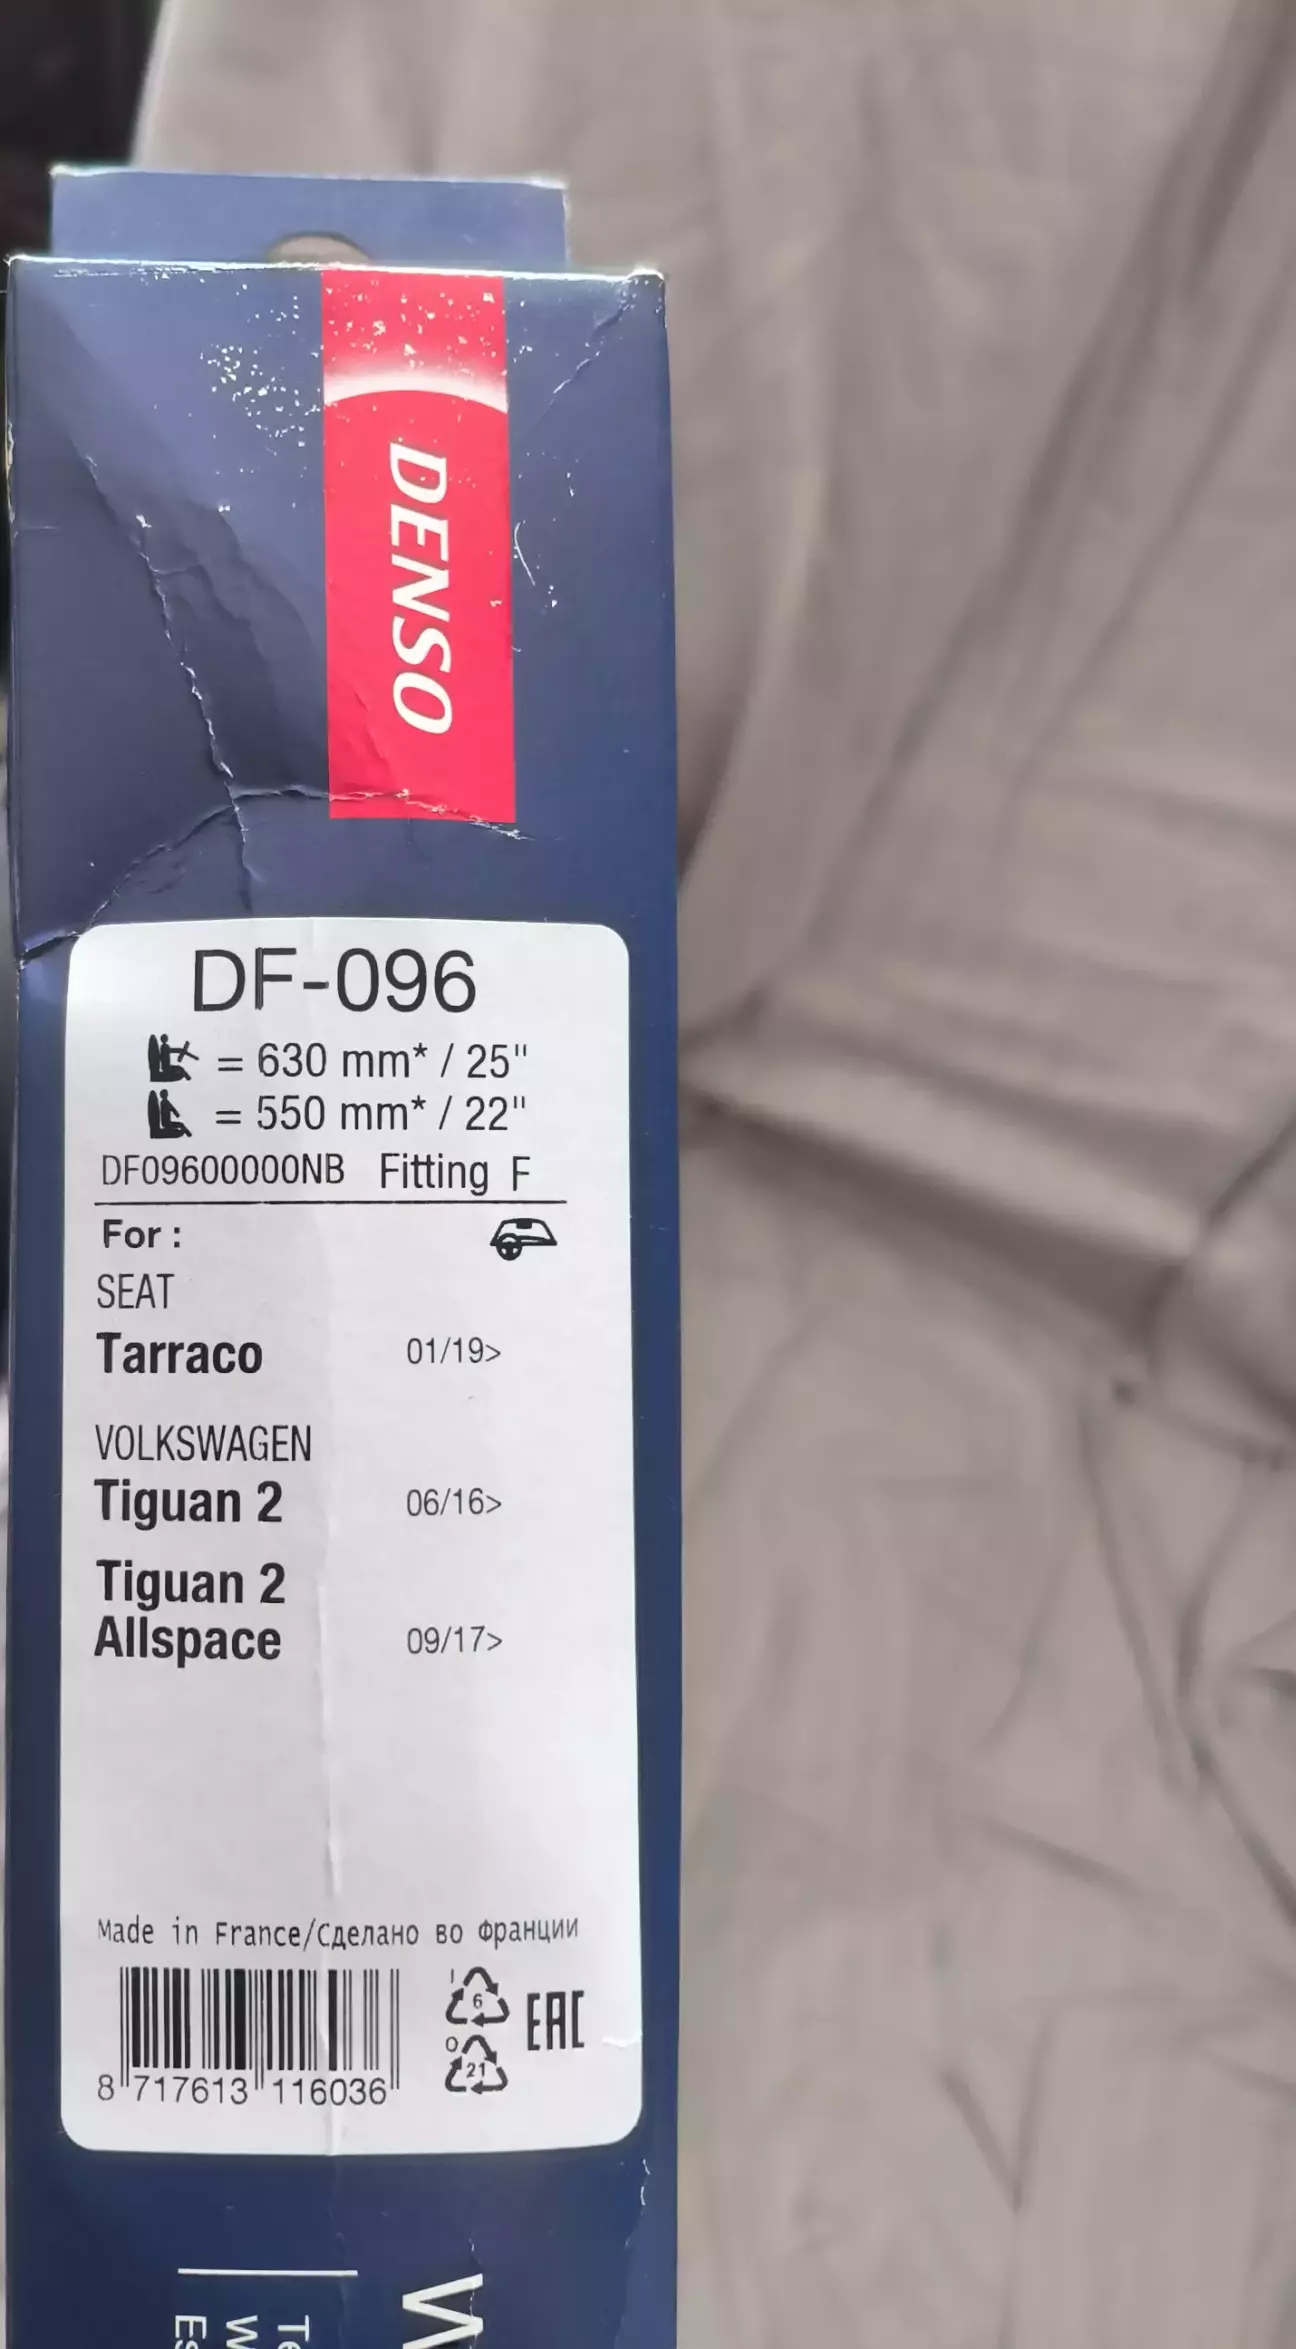 DENSO
DF-096
= 630 mm* / 25"
= 550 mm* / 22"
DF09600000NB Fitting F
For :
SEAT
Tarraco 01/19>
VOLKSWAGEN
Tiguan 2 06/16>
Tiguan 2
Allspace 09/17>
Made in France/Сделано во франции
6
EAC
21
8 717613 116036
W
Te
W
Es